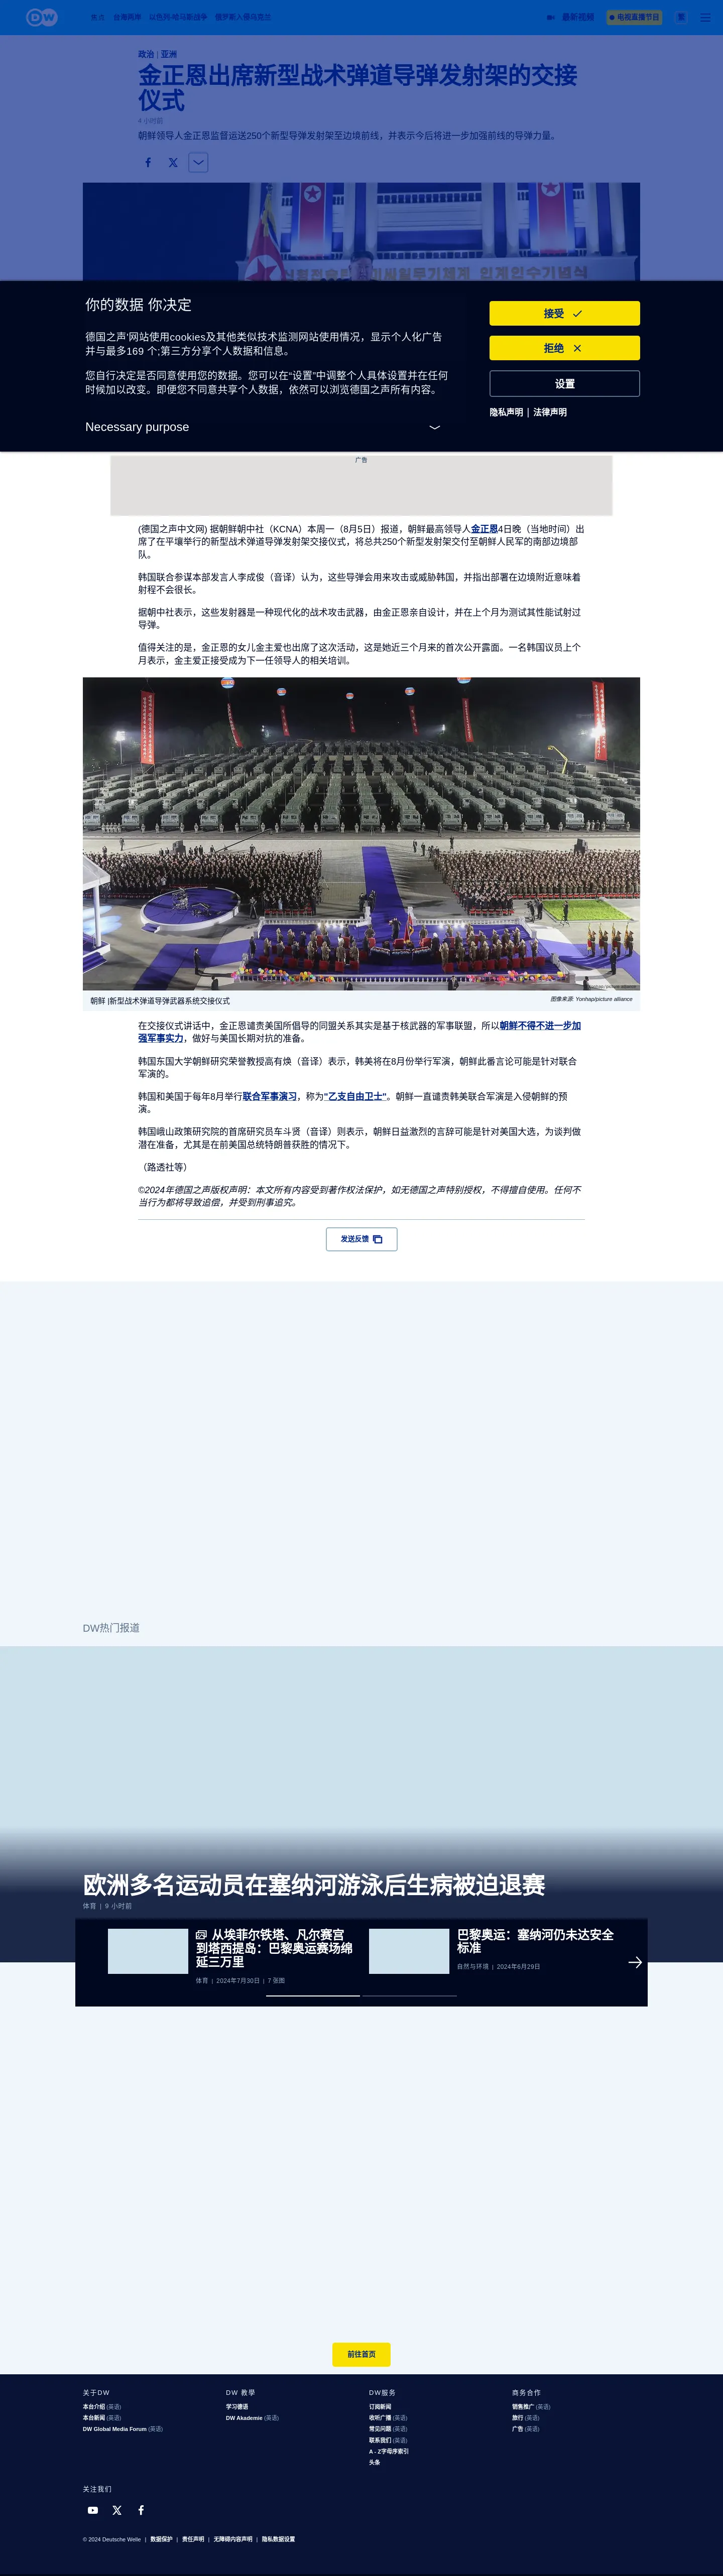 DW
焦点 台海两岸 以色列-哈马斯战争 俄罗斯入侵乌克兰
最新视频
电视直播节目
繁
政治 | 亚洲
金正恩出席新型战术弹道导弹发射架的交接
仪式
4 小时前
朝鲜领导人金正恩监督运送250个新型导弹发射架至边境前线，并表示今后将进一步加强前线的导弹力量。
你的数据 你决定
德国之声'网站使用cookies及其他类似技术监测网站使用情况，显示个人化广告
并与最多169 个;第三方分享个人数据和信息。
您自行决定是否同意使用您的数据。您可以在“设置”中调整个人具体设置并在任何
时候加以改变。即便您不同意共享个人数据，依然可以浏览德国之声所有内容。
Necessary purpose
接受
拒绝
设置
隐私声明 | 法律声明
广告
(德国之声中文网) 据朝鲜朝中社（KCNA）本周一（8月5日）报道，朝鲜最高领导人金正恩4日晚（当地时间）出
席了在平壤举行的新型战术弹道导弹发射架交接仪式，将总共250个新型发射架交付至朝鲜人民军的南部边境部
队。
韩国联合参谋本部发言人李成俊（音译）认为，这些导弹会用来攻击或威胁韩国，并指出部署在边境附近意味着
射程不会很长。
据朝中社表示，这些发射器是一种现代化的战术攻击武器，由金正恩亲自设计，并在上个月为测试其性能试射过
导弹。
值得关注的是，金正恩的女儿金主爱也出席了这次活动，这是她近三个月来的首次公开露面。一名韩国议员上个
月表示，金主爱正接受成为下一任领导人的相关培训。
朝鲜 |新型战术弹道导弹武器系统交接仪式
图像来源: Yonhap/picture alliance
在交接仪式讲话中，金正恩谴责美国所倡导的同盟关系其实是基于核武器的军事联盟，所以朝鲜不得不进一步加
强军事实力，做好与美国长期对抗的准备。
韩国东国大学朝鲜研究荣誉教授高有焕（音译）表示，韩美将在8月份举行军演，朝鲜此番言论可能是针对联合
军演的。
韩国和美国于每年8月举行联合军事演习，称为"乙支自由卫士"。朝鲜一直谴责韩美联合军演是入侵朝鲜的预
演。
韩国峨山政策研究院的首席研究员车斗贤（音译）则表示，朝鲜日益激烈的言辞可能是针对美国大选，为谈判做
潜在准备，尤其是在前美国总统特朗普获胜的情况下。
（路透社等）
©2024年德国之声版权声明：本文所有内容受到著作权法保护，如无德国之声特别授权，不得擅自使用。任何不
当行为都将导致追偿，并受到刑事追究。
发送反馈
DW热门报道
欧洲多名运动员在塞纳河游泳后生病被迫退赛
体育 | 9 小时前
从埃菲尔铁塔、凡尔赛宫
到塔西提岛：巴黎奥运赛场绵
延三万里
体育 | 2024年7月30日 | 7 张图
巴黎奥运：塞纳河仍未达安全
标准
自然与环境 | 2024年6月29日
前往首页
关于DW
本台介绍 (英语)
本台新闻 (英语)
DW Global Media Forum (英语)
DW 教學
学习德语
DW Akademie (英语)
DW服务
订阅新闻
收听广播 (英语)
常见问题 (英语)
联系我们 (英语)
A - Z字母序索引
头条
商务合作
销售推广 (英语)
旅行 (英语)
广告 (英语)
关注我们
© 2024 Deutsche Welle | 数据保护 | 责任声明 | 无障碍内容声明 | 隐私数据设置